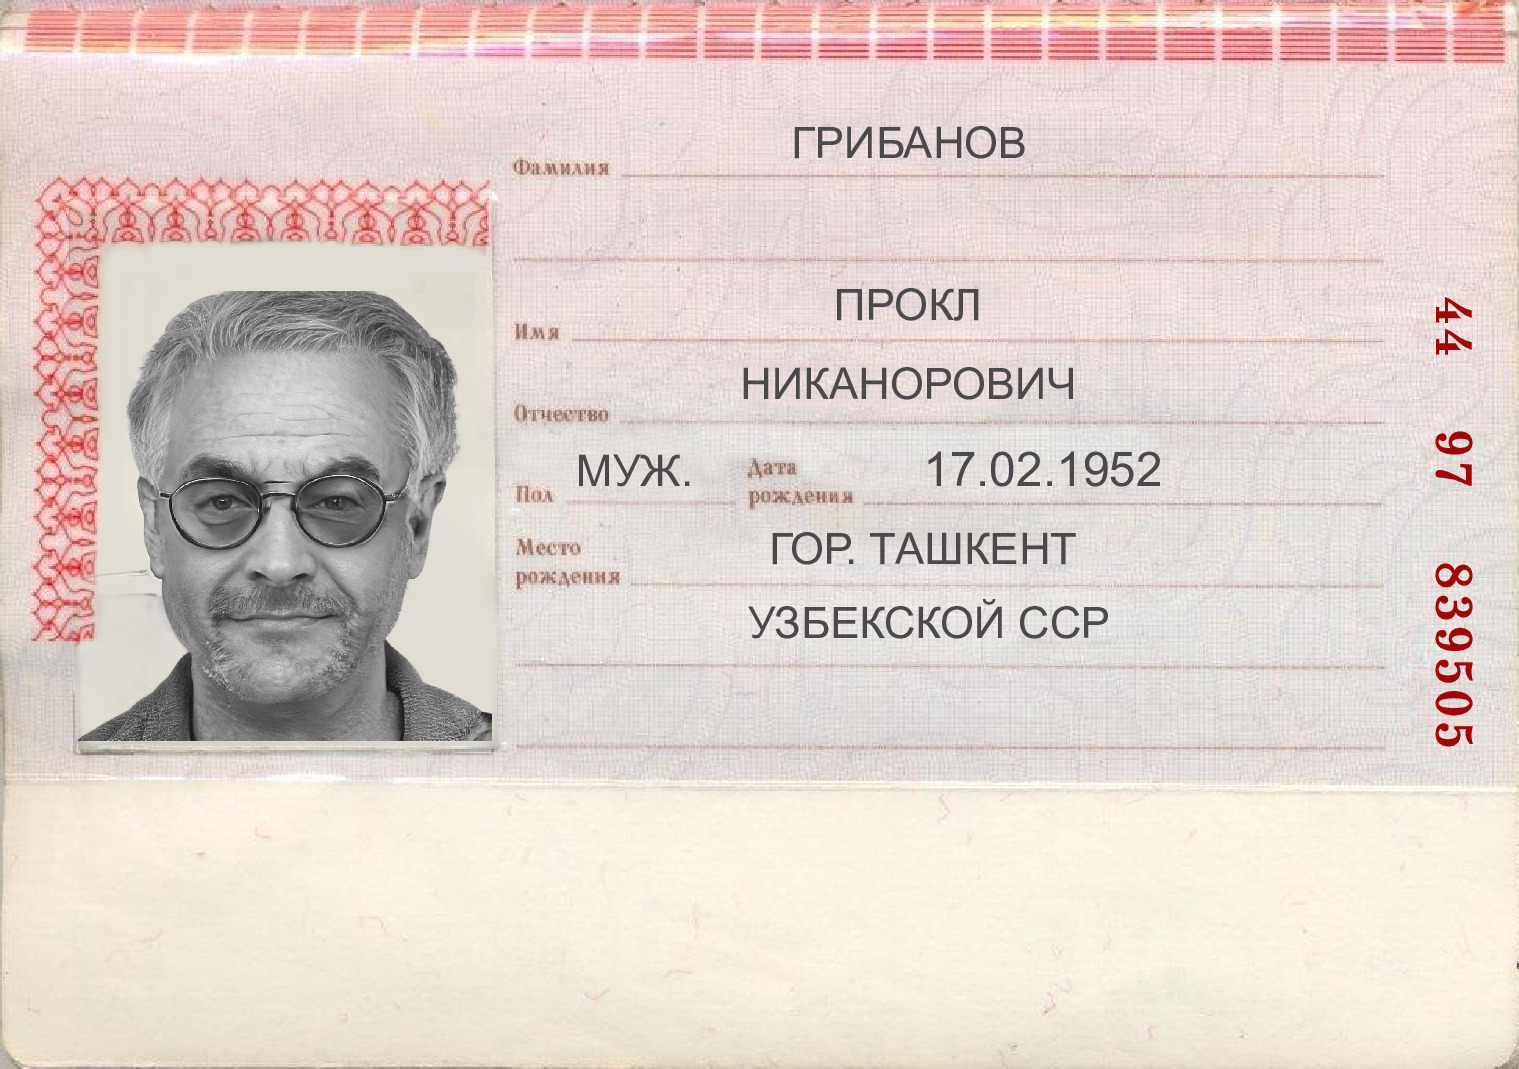 Фамилия ГРИБАНОВ
Имя ПРОКЛ
Отчество НИКАНОРОВИЧ
Пол МУЖ. Дата рождения 17.02.1952
Место рождения ГОР. ТАШКЕНТ
УЗБЕКСКОЙ ССР
44 97 839505